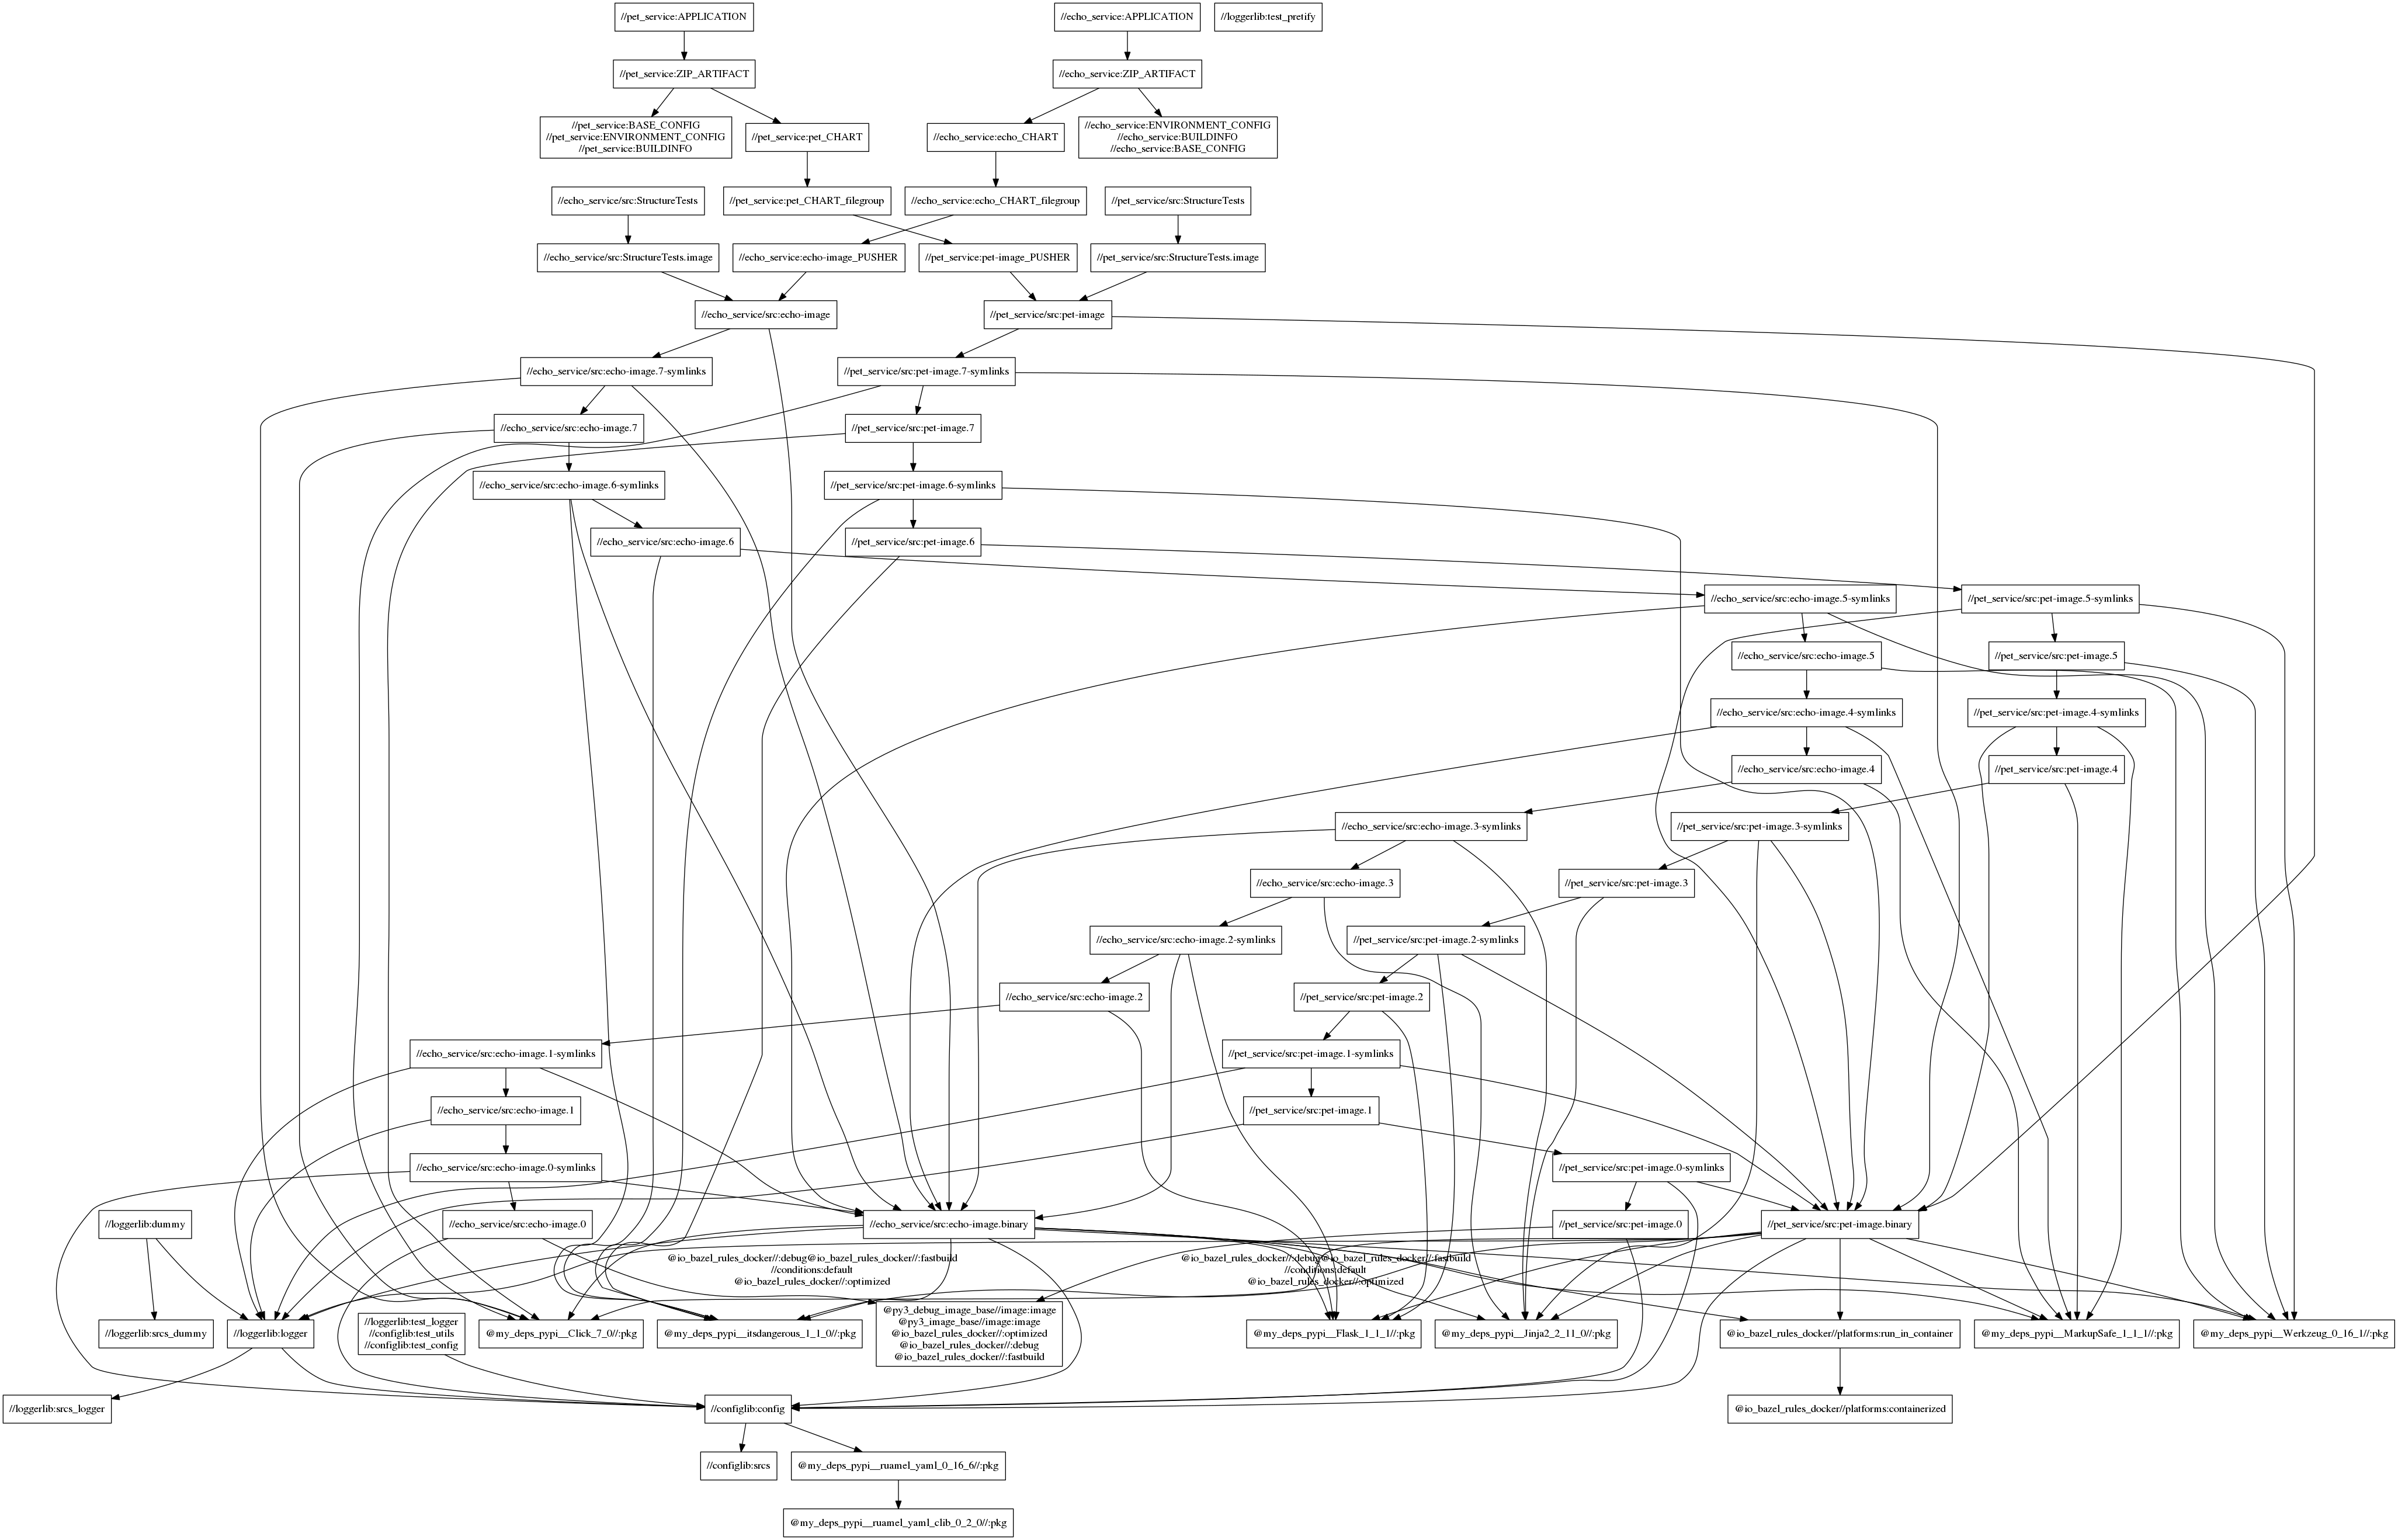 //pet_service:APPLICATION
//echo_service:APPLICATION
//loggerlib:test_pretify
//pet_service:ZIP_ARTIFACT
//echo_service:ZIP_ARTIFACT
//pet_service:BASE_CONFIG
//pet_service:ENVIRONMENT_CONFIG
//pet_service:BUILDINFO
//pet_service:pet_CHART
//echo_service:echo_CHART
//echo_service:ENVIRONMENT_CONFIG
//echo_service:BUILDINFO
//echo_service:BASE_CONFIG
//echo_service/src:StructureTests
//pet_service:pet_CHART_filegroup
//echo_service:echo_CHART_filegroup
//pet_service/src:StructureTests
//echo_service/src:StructureTests.image
//echo_service:echo-image_PUSHER
//pet_service:pet-image_PUSHER
//pet_service/src:StructureTests.image
//echo_service/src:echo-image
//pet_service/src:pet-image
//echo_service/src:echo-image.7-symlinks
//pet_service/src:pet-image.7-symlinks
//echo_service/src:echo-image.7
//pet_service/src:pet-image.7
//echo_service/src:echo-image.6-symlinks
//pet_service/src:pet-image.6-symlinks
//echo_service/src:echo-image.6
//pet_service/src:pet-image.6
//echo_service/src:echo-image.5-symlinks
//pet_service/src:pet-image.5-symlinks
//echo_service/src:echo-image.5
//pet_service/src:pet-image.5
//echo_service/src:echo-image.4-symlinks
//pet_service/src:pet-image.4-symlinks
//echo_service/src:echo-image.4
//pet_service/src:pet-image.4
//echo_service/src:echo-image.3-symlinks
//pet_service/src:pet-image.3-symlinks
//echo_service/src:echo-image.3
//pet_service/src:pet-image.3
//echo_service/src:echo-image.2-symlinks
//pet_service/src:pet-image.2-symlinks
//echo_service/src:echo-image.2
//pet_service/src:pet-image.2
//echo_service/src:echo-image.1-symlinks
//pet_service/src:pet-image.1-symlinks
//echo_service/src:echo-image.1
//pet_service/src:pet-image.1
//echo_service/src:echo-image.0-symlinks
//pet_service/src:pet-image.0-symlinks
//loggerlib:dummy
//echo_service/src:echo-image.0
//echo_service/src:echo-image.binary
//pet_service/src:pet-image.0
//pet_service/src:pet-image.binary
@io_bazel_rules_docker//:debug@io_bazel_rules_docker//:fastbuild
//conditions:default
@io_bazel_rules_docker//:optimized
@io_bazel_rules_docker//:debug@io_bazel_rules_docker//:fastbuild
//conditions:default
@io_bazel_rules_docker//:optimized
//loggerlib:srcs_dummy
//loggerlib:logger
//loggerlib:test_logger
//configlib:test_utils
//configlib:test_config
@my_deps_pypi__Click_7_0//:pkg
@my_deps_pypi__itsdangerous_1_1_0//:pkg
@py3_debug_image_base//image:image
@py3_image_base//image:image
@io_bazel_rules_docker//:optimized
@io_bazel_rules_docker//:debug
@io_bazel_rules_docker//:fastbuild
@my_deps_pypi__Flask_1_1_1//:pkg
@my_deps_pypi__Jinja2_2_11_0//:pkg
@io_bazel_rules_docker//platforms:run_in_container
@my_deps_pypi__MarkupSafe_1_1_1//:pkg
@my_deps_pypi__Werkzeug_0_16_1//:pkg
//loggerlib:srcs_logger
//configlib:config
@io_bazel_rules_docker//platforms:containerized
//configlib:srcs
@my_deps_pypi__ruamel_yaml_0_16_6//:pkg
@my_deps_pypi__ruamel_yaml_clib_0_2_0//:pkg